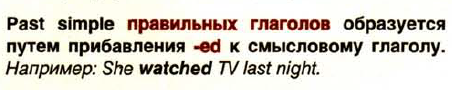 Past simple правильных глаголов образуется
путем прибавления -ed к смысловому глаголу.
Например: She watched TV last night.